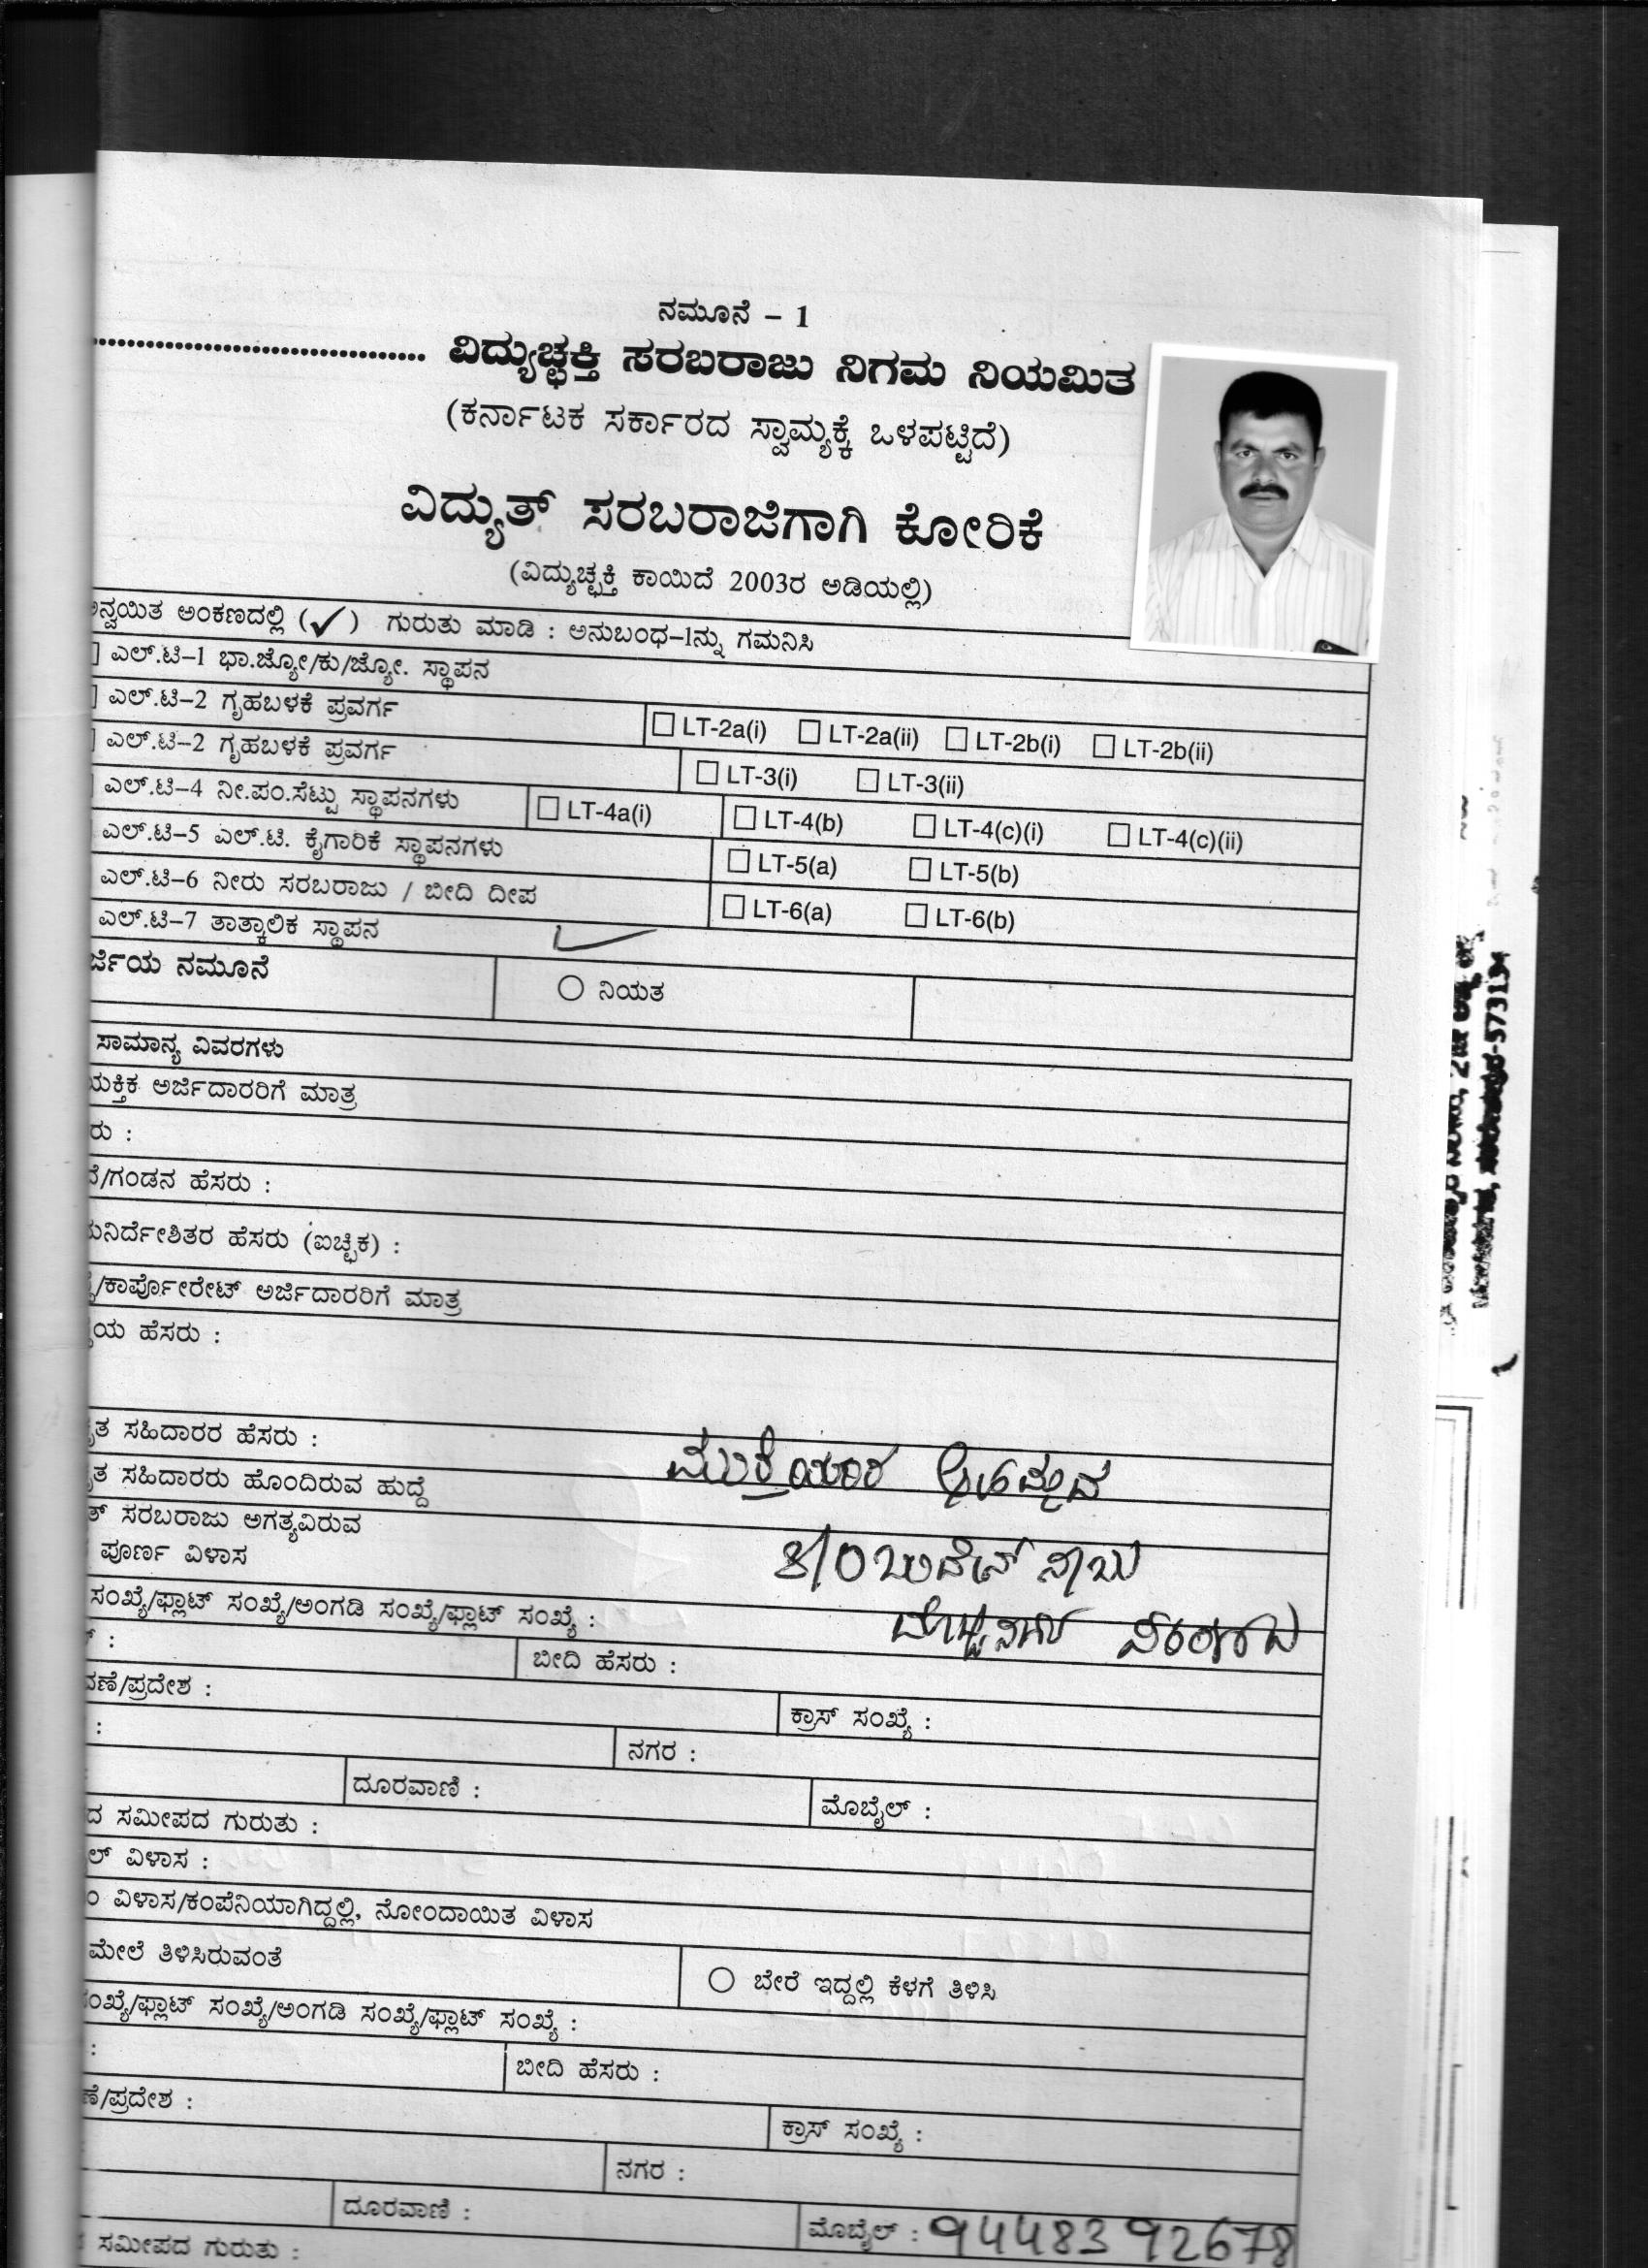 ನಮೂನೆ – 1
.................................... ವಿದ್ಯುಚ್ಛಕ್ತಿ ಸರಬರಾಜು ನಿಗಮ ನಿಯಮಿತ
(ಕರ್ನಾಟಕ ಸರ್ಕಾರದ ಸ್ವಾಮ್ಯಕ್ಕೆ ಒಳಪಟ್ಟಿದೆ)
ವಿದ್ಯುತ್ ಸರಬರಾಜಿಗಾಗಿ ಕೋರಿಕೆ
(ವಿದ್ಯುಚ್ಛಕ್ತಿ ಕಾಯಿದೆ 2003ರ ಅಡಿಯಲ್ಲಿ)
ಅನ್ವಯಿತ ಅಂಕಣದಲ್ಲಿ (✓) ಗುರುತು ಮಾಡಿ : ಅನುಬಂಧ–1ನ್ನು ಗಮನಿಸಿ
ಎಲ್.ಟಿ–1 ಭಾ.ಜ್ಯೋ/ಕು/ಜ್ಯೋ. ಸ್ಥಾಪನ
ಎಲ್.ಟಿ–2 ಗೃಹಬಳಕೆ ಪ್ರವರ್ಗ LT-2a(i) LT-2a(ii) LT-2b(i) LT-2b(ii)
ಎಲ್.ಟಿ–2 ಗೃಹಬಳಕೆ ಪ್ರವರ್ಗ LT-3(i) LT-3(ii)
ಎಲ್.ಟಿ–4 ನೀ.ಪಂ.ಸೆಟ್ಟು ಸ್ಥಾಪನಗಳು LT-4a(i) LT-4(b) LT-4(c)(i) LT-4(c)(ii)
ಎಲ್.ಟಿ–5 ಎಲ್.ಟಿ. ಕೈಗಾರಿಕೆ ಸ್ಥಾಪನಗಳು LT-5(a) LT-5(b)
ಎಲ್.ಟಿ–6 ನೀರು ಸರಬರಾಜು / ಬೀದಿ ದೀಪ LT-6(a) LT-6(b)
ಎಲ್.ಟಿ–7 ತಾತ್ಕಾಲಿಕ ಸ್ಥಾಪನ
ರ್ಜಿಯ ನಮೂನೆ ನಿಯತ
ಸಾಮಾನ್ಯ ವಿವರಗಳು
ಯಕ್ತಿಕ ಅರ್ಜಿದಾರರಿಗೆ ಮಾತ್ರ
ರು :
/ಗಂಡನ ಹೆಸರು :
ನಿರ್ದೇಶಿತರ ಹೆಸರು (ಐಚ್ಛಿಕ) :
/ಕಾರ್ಪೋರೇಟ್ ಅರ್ಜಿದಾರರಿಗೆ ಮಾತ್ರ
ಯ ಹೆಸರು :
ತ ಸಹಿದಾರರ ಹೆಸರು :
ತ ಸಹಿದಾರರು ಹೊಂದಿರುವ ಹುದ್ದೆ
ತ್ ಸರಬರಾಜು ಅಗತ್ಯವಿರುವ
ಪೂರ್ಣ ವಿಳಾಸ
ಸಂಖ್ಯೆ/ಫ್ಲಾಟ್ ಸಂಖ್ಯೆ/ಅಂಗಡಿ ಸಂಖ್ಯೆ/ಫ್ಲಾಟ್ ಸಂಖ್ಯೆ :
ಬೀದಿ ಹೆಸರು :
ವಣೆ/ಪ್ರದೇಶ : ಕ್ರಾಸ್ ಸಂಖ್ಯೆ :
: ನಗರ :
ದೂರವಾಣಿ : ಮೊಬೈಲ್ :
ದ ಸಮೀಪದ ಗುರುತು :
ಲ್ ವಿಳಾಸ :
ವಿಳಾಸ/ಕಂಪೆನಿಯಾಗಿದ್ದಲ್ಲಿ, ನೋಂದಾಯಿತ ವಿಳಾಸ
ಮೇಲೆ ತಿಳಿಸಿರುವಂತೆ ಬೇರೆ ಇದ್ದಲ್ಲಿ ಕೆಳಗೆ ತಿಳಿಸಿ
ಸಂಖ್ಯೆ/ಫ್ಲಾಟ್ ಸಂಖ್ಯೆ/ಅಂಗಡಿ ಸಂಖ್ಯೆ/ಫ್ಲಾಟ್ ಸಂಖ್ಯೆ :
: ಬೀದಿ ಹೆಸರು :
ಣೆ/ಪ್ರದೇಶ : ಕ್ರಾಸ್ ಸಂಖ್ಯೆ :
ನಗರ :
ದೂರವಾಣಿ : ಮೊಬೈಲ್ : 94483 92678
ಸಮೀಪದ ಗುರುತು :